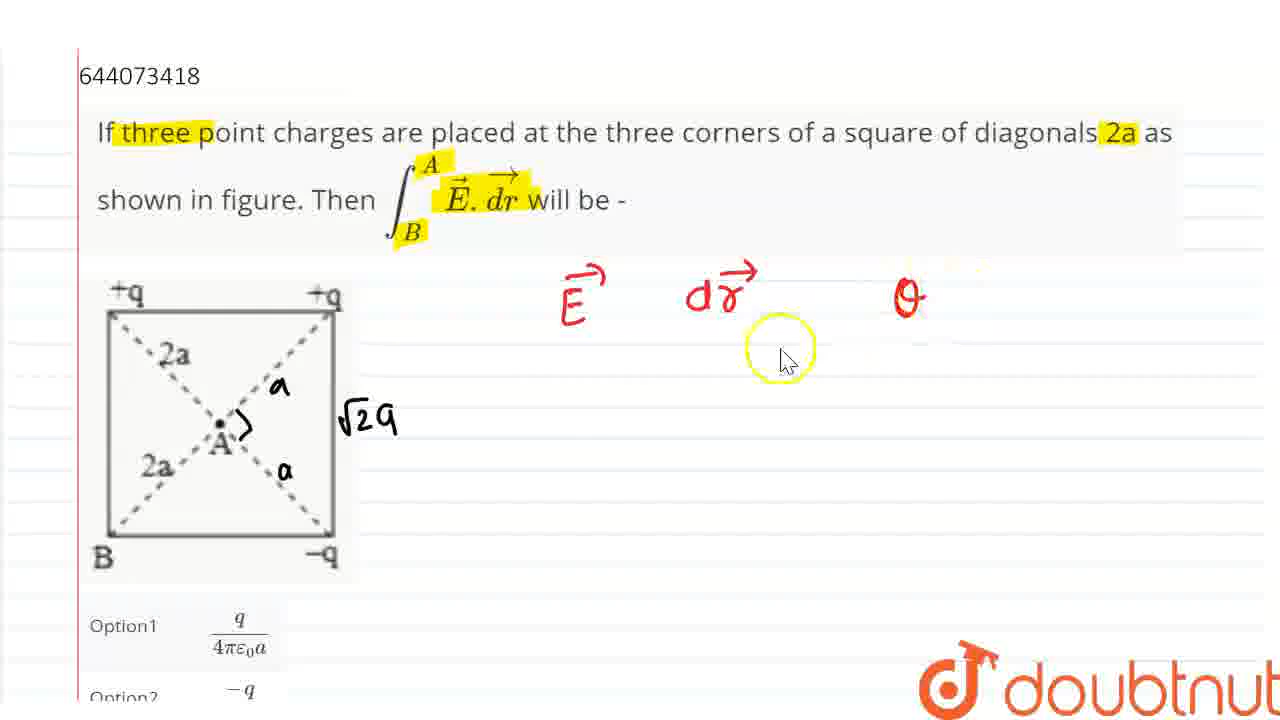 644073418
If three point charges are placed at the three corners of a square of diagonals 2a as
shown in figure. Then ∫_B^A E⃗. dr⃗ will be -
E⃗ dr⃗ θ
+q +q
2a a
√2a
A
2a a
B -q
Option1 q/4πε₀a
Option2 -q
doubtnut